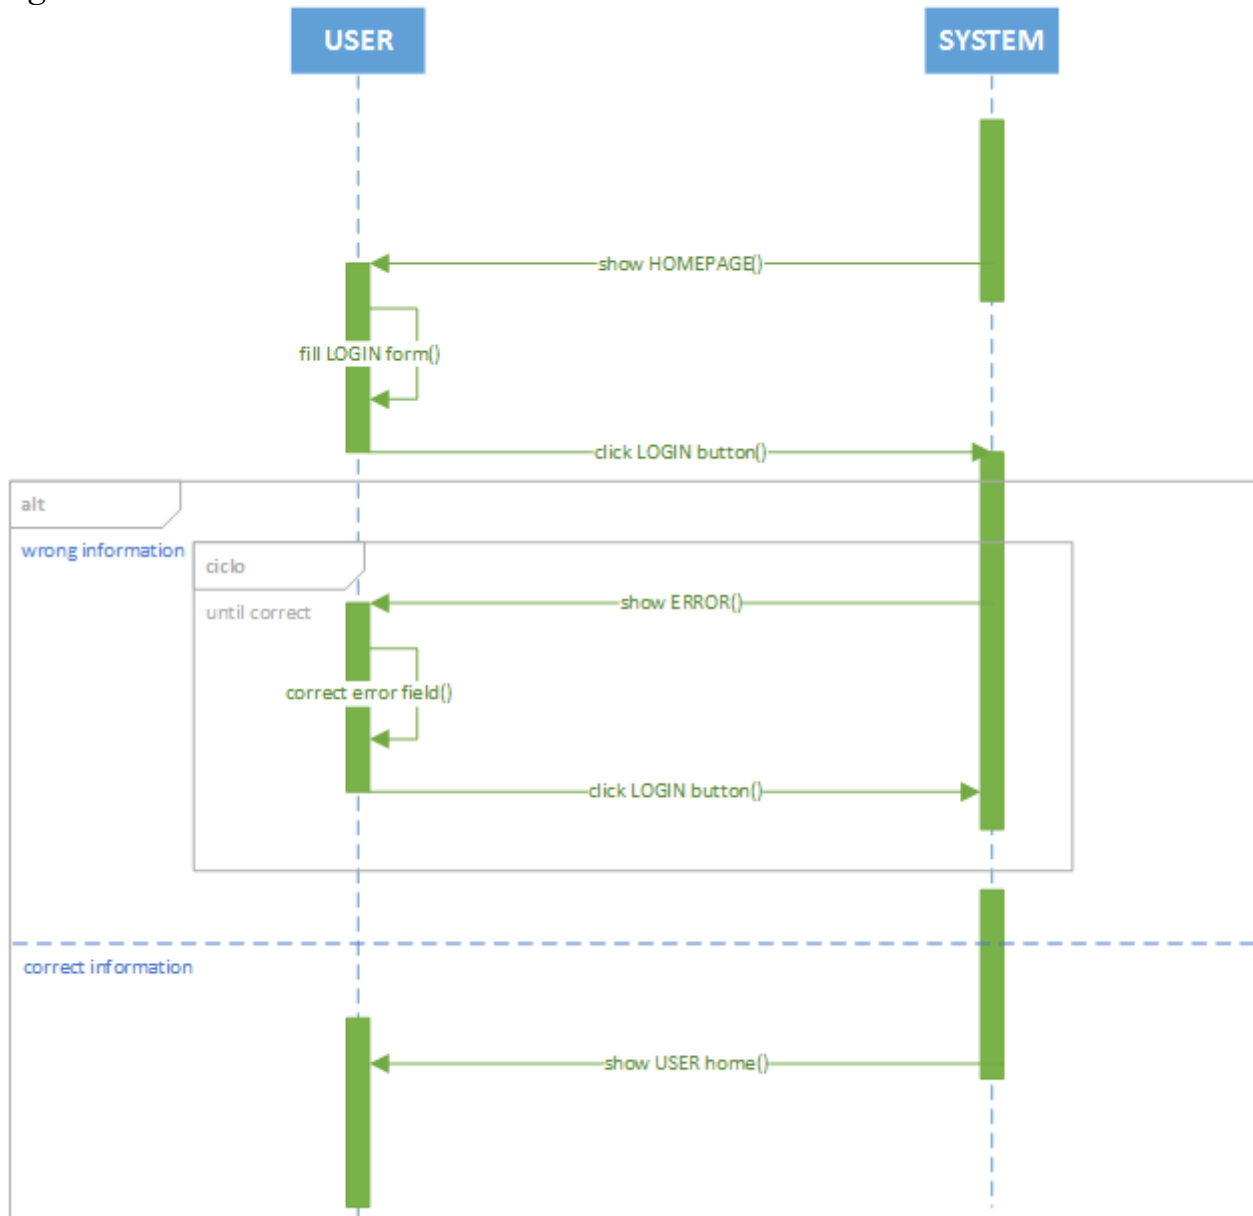 USER
SYSTEM
show HOMEPAGE()
fill LOGIN form()
click LOGIN button()
alt
wrong information
ciclo
show ERROR()
until correct
correct error field()
click LOGIN button()
correct information
show USER home()